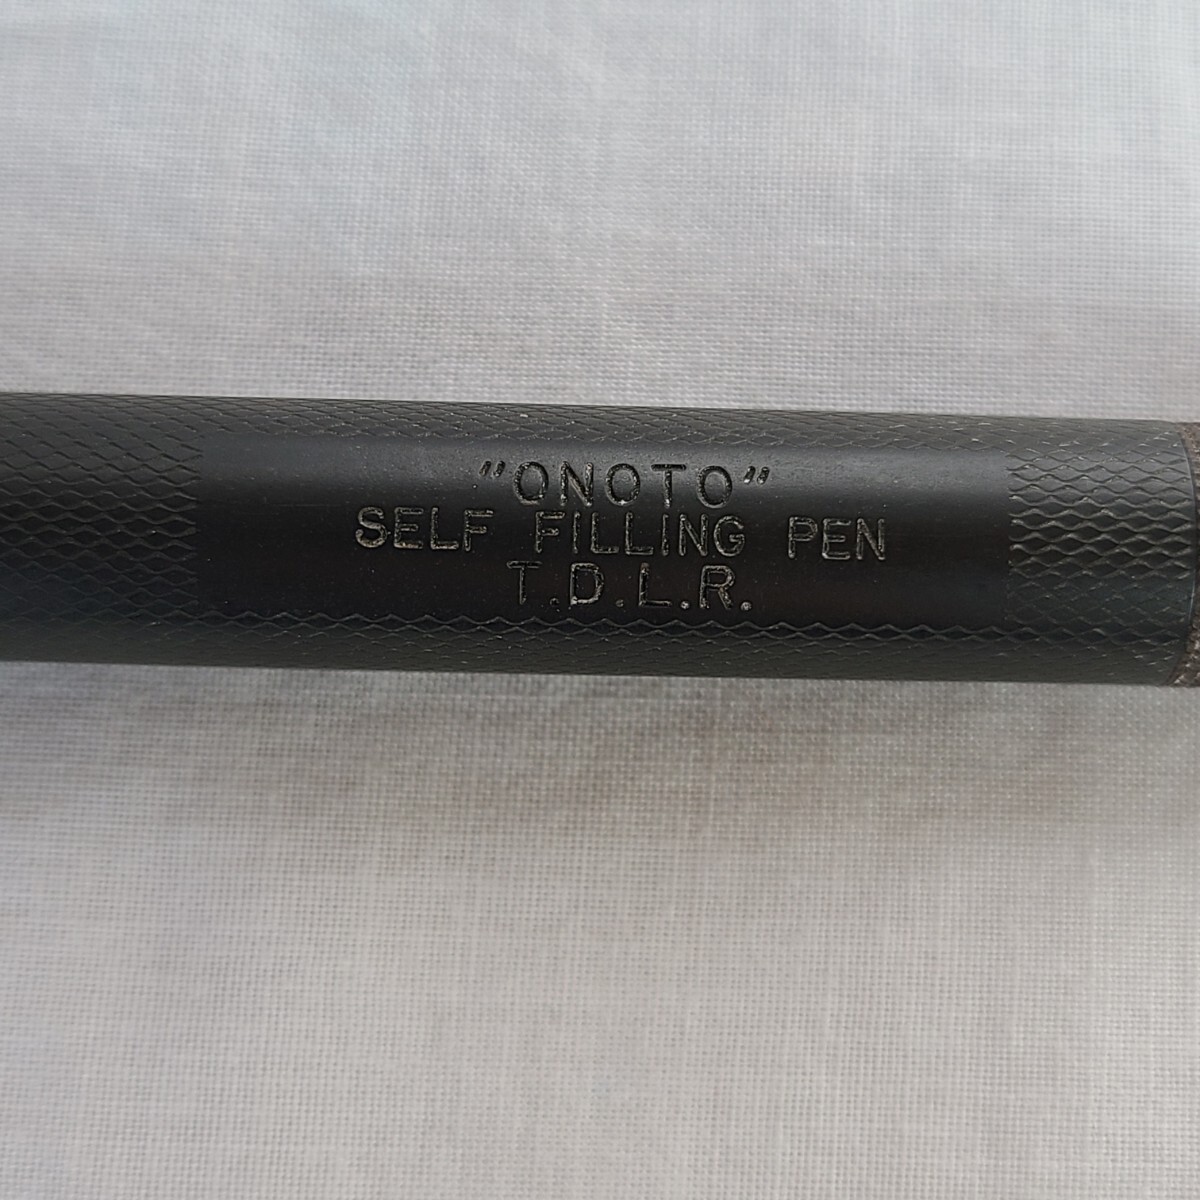 "ONOTO"
SELF FILLING PEN
T.D.L.R.